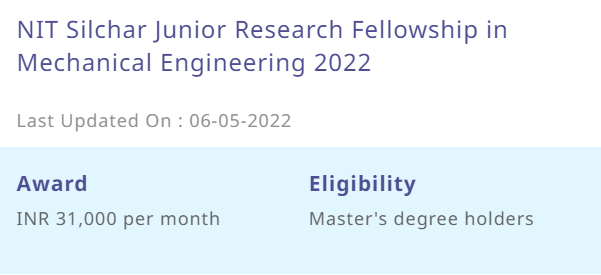 NIT Silchar Junior Research Fellowship in
Mechanical Engineering 2022
Last Updated On : 06-05-2022
Award
Eligibility
INR 31,000 per month
Master's degree holders